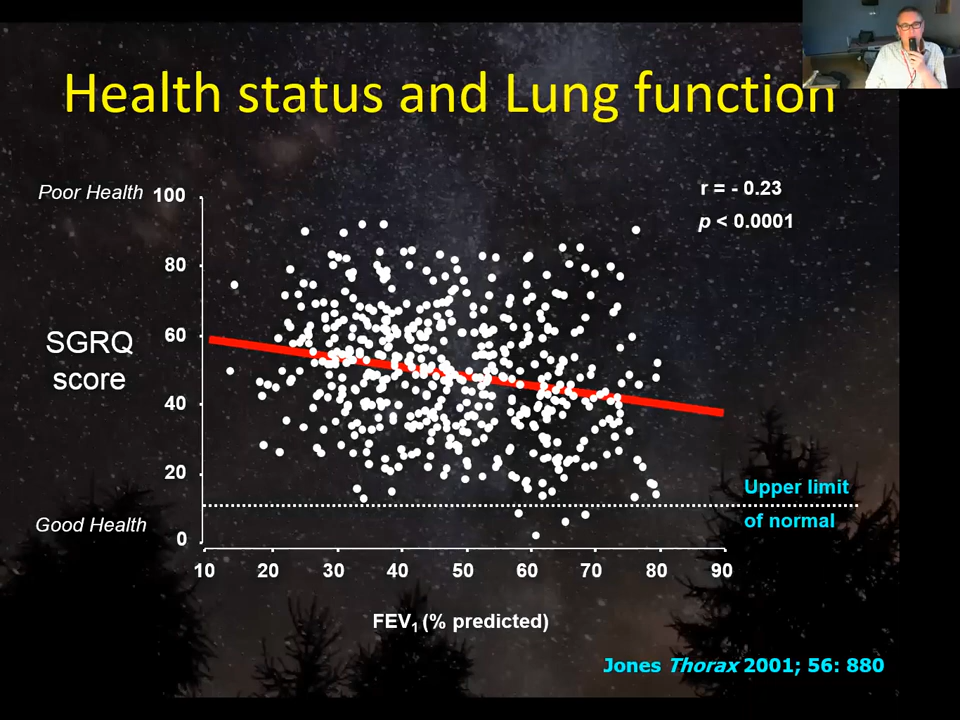 Health status and Lung function
r = - 0.23
p < 0.0001
Poor Health
100
80
60
40
20
0
SGRQ
score
Good Health
Upper limit
of normal
10 20 30 40 50 60 70 80 90
FEV₁ (% predicted)
Jones Thorax 2001; 56: 880